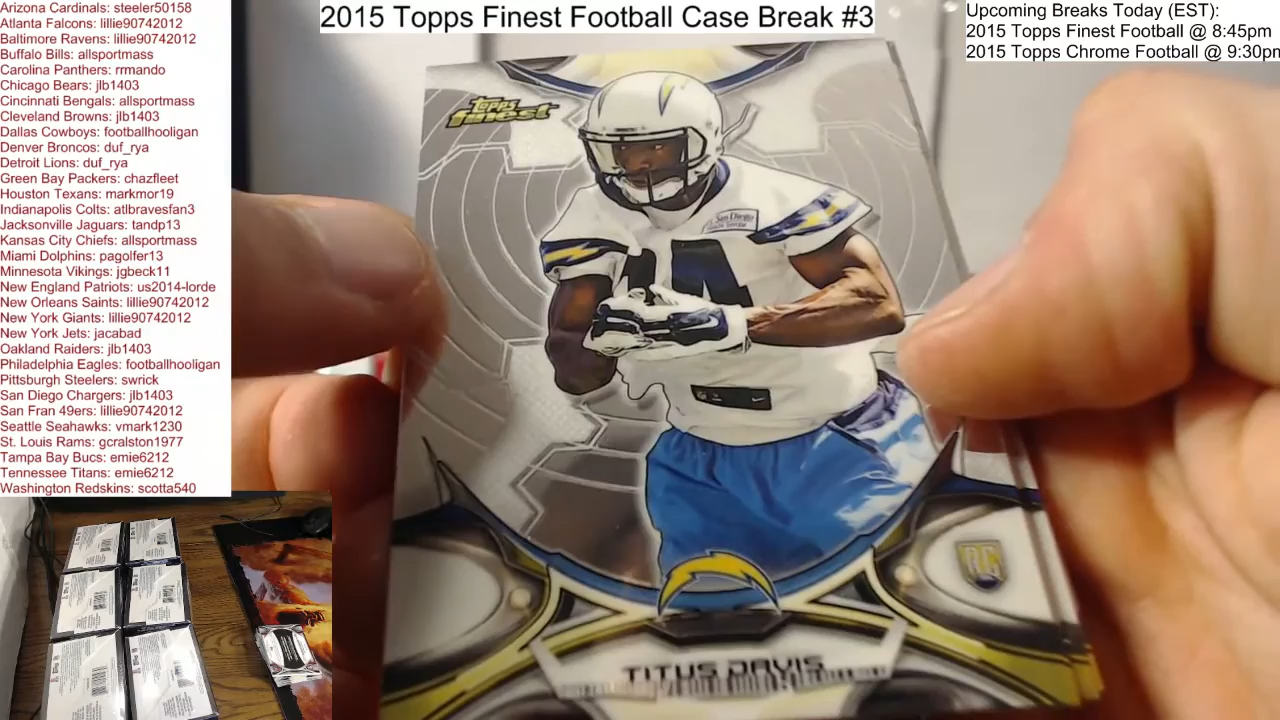 Arizona Cardinals: steeler50158
Atlanta Falcons: lillie90742012
Baltimore Ravens: lillie90742012
Buffalo Bills: allsportmass
Carolina Panthers: rrmando
Chicago Bears: jlb1403
Cincinnati Bengals: allsportmass
Cleveland Browns: jlb1403
Dallas Cowboys: footballhooligan
Denver Broncos: duf_rya
Detroit Lions: duf_rya
Green Bay Packers: chazfleet
Houston Texans: markmor19
Indianapolis Colts: atlbravesfan3
Jacksonville Jaguars: tandp13
Kansas City Chiefs: allsportmass
Miami Dolphins: pagolfer13
Minnesota Vikings: jgbeck11
New England Patriots: us2014-lorde
New Orleans Saints: lillie90742012
New York Giants: lillie90742012
New York Jets: jacabad
Oakland Raiders: jlb1403
Philadelphia Eagles: footballhooligan
Pittsburgh Steelers: swrick
San Diego Chargers: jlb1403
San Fran 49ers: lillie90742012
Seattle Seahawks: vmark1230
St. Louis Rams: gcralston1977
Tampa Bay Bucs: emie6212
Tennessee Titans: emie6212
Washington Redskins: scotta540
2015 Topps Finest Football Case Break #3
Upcoming Breaks Today (EST):
2015 Topps Finest Football @ 8:45pm
2015 Topps Chrome Football @ 9:30pm
Topps
finest
San Diego
84
RC
TITUS DAVIS